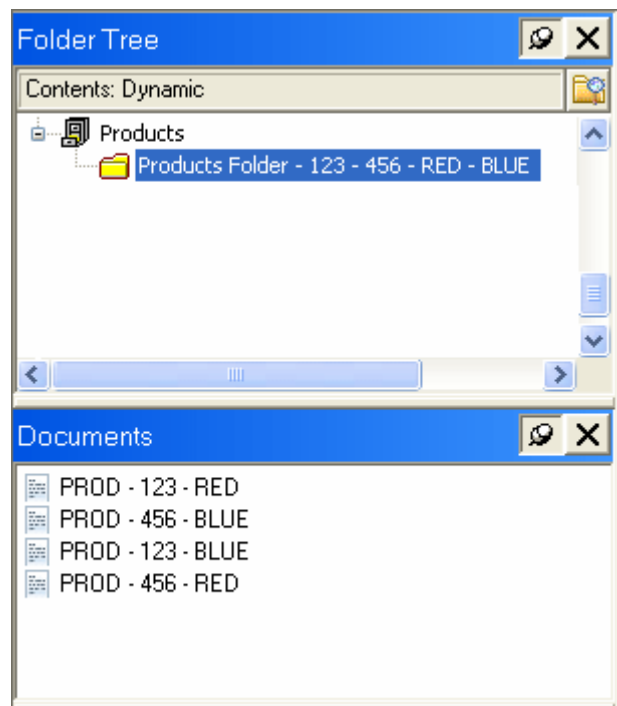 Folder Tree
Contents: Dynamic
Products
Products Folder - 123 - 456 - RED - BLUE
Documents
PROD - 123 - RED
PROD - 456 - BLUE
PROD - 123 - BLUE
PROD - 456 - RED